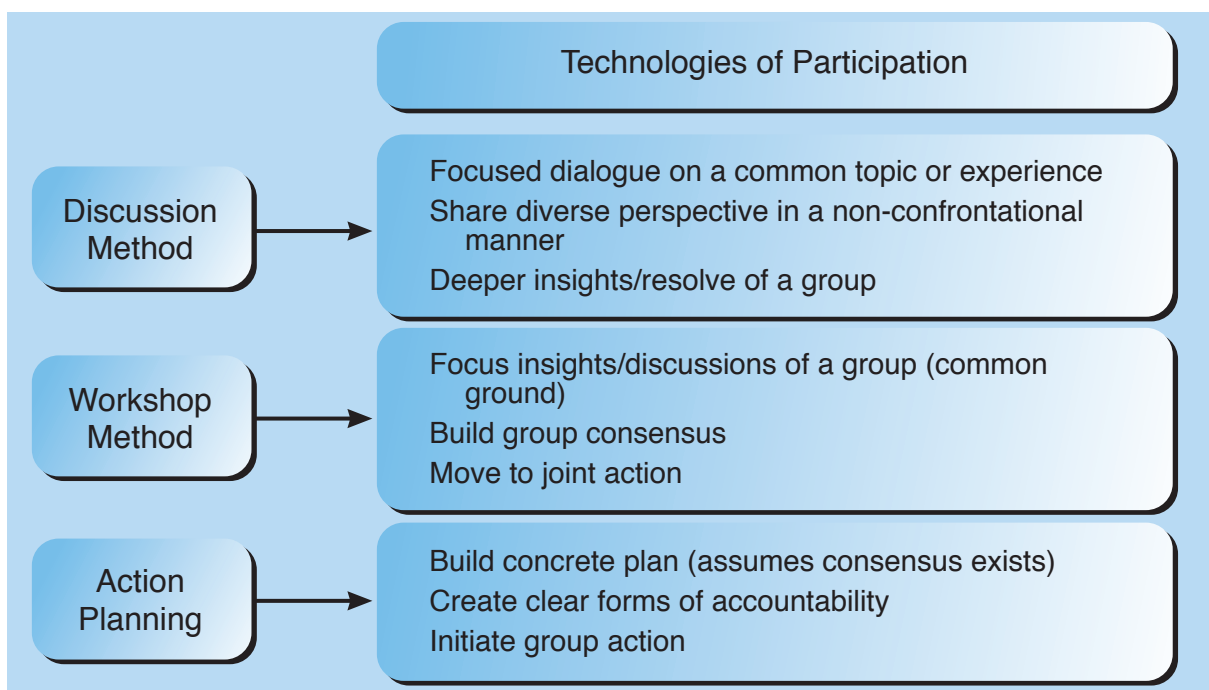 Technologies of Participation
Discussion
Method
Focused dialogue on a common topic or experience
Share diverse perspective in a non-confrontational
manner
Deeper insights/resolve of a group
Workshop
Method
Focus insights/discussions of a group (common
ground)
Build group consensus
Move to joint action
Action
Planning
Build concrete plan (assumes consensus exists)
Create clear forms of accountability
Initiate group action